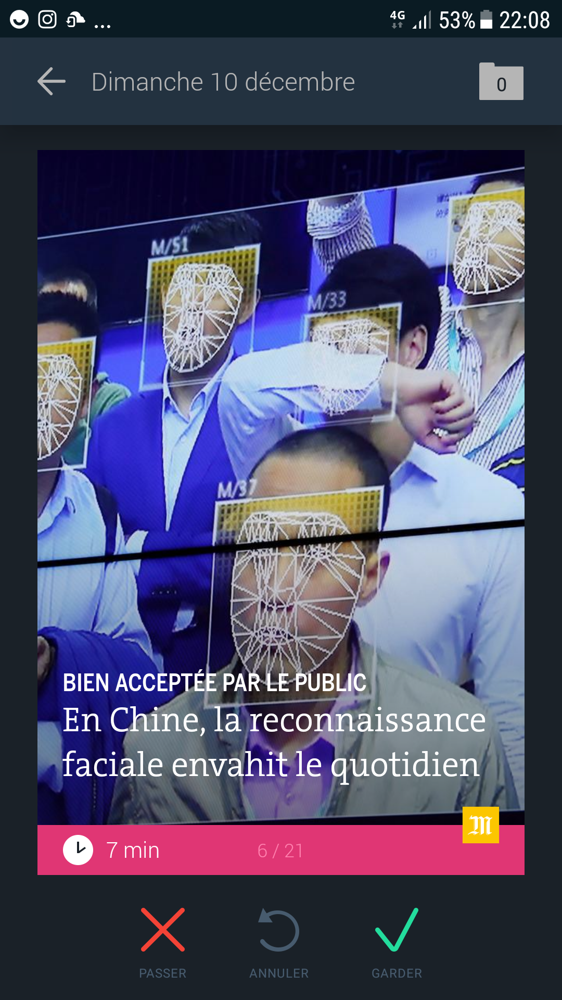 ... 4G 53% 22:08
Dimanche 10 décembre
0
M/51
M/33
M/37
BIEN ACCEPTÉE PAR LE PUBLIC
En Chine, la reconnaissance
faciale envahit le quotidien
M
7 min 6 / 21
PASSER ANNULER GARDER